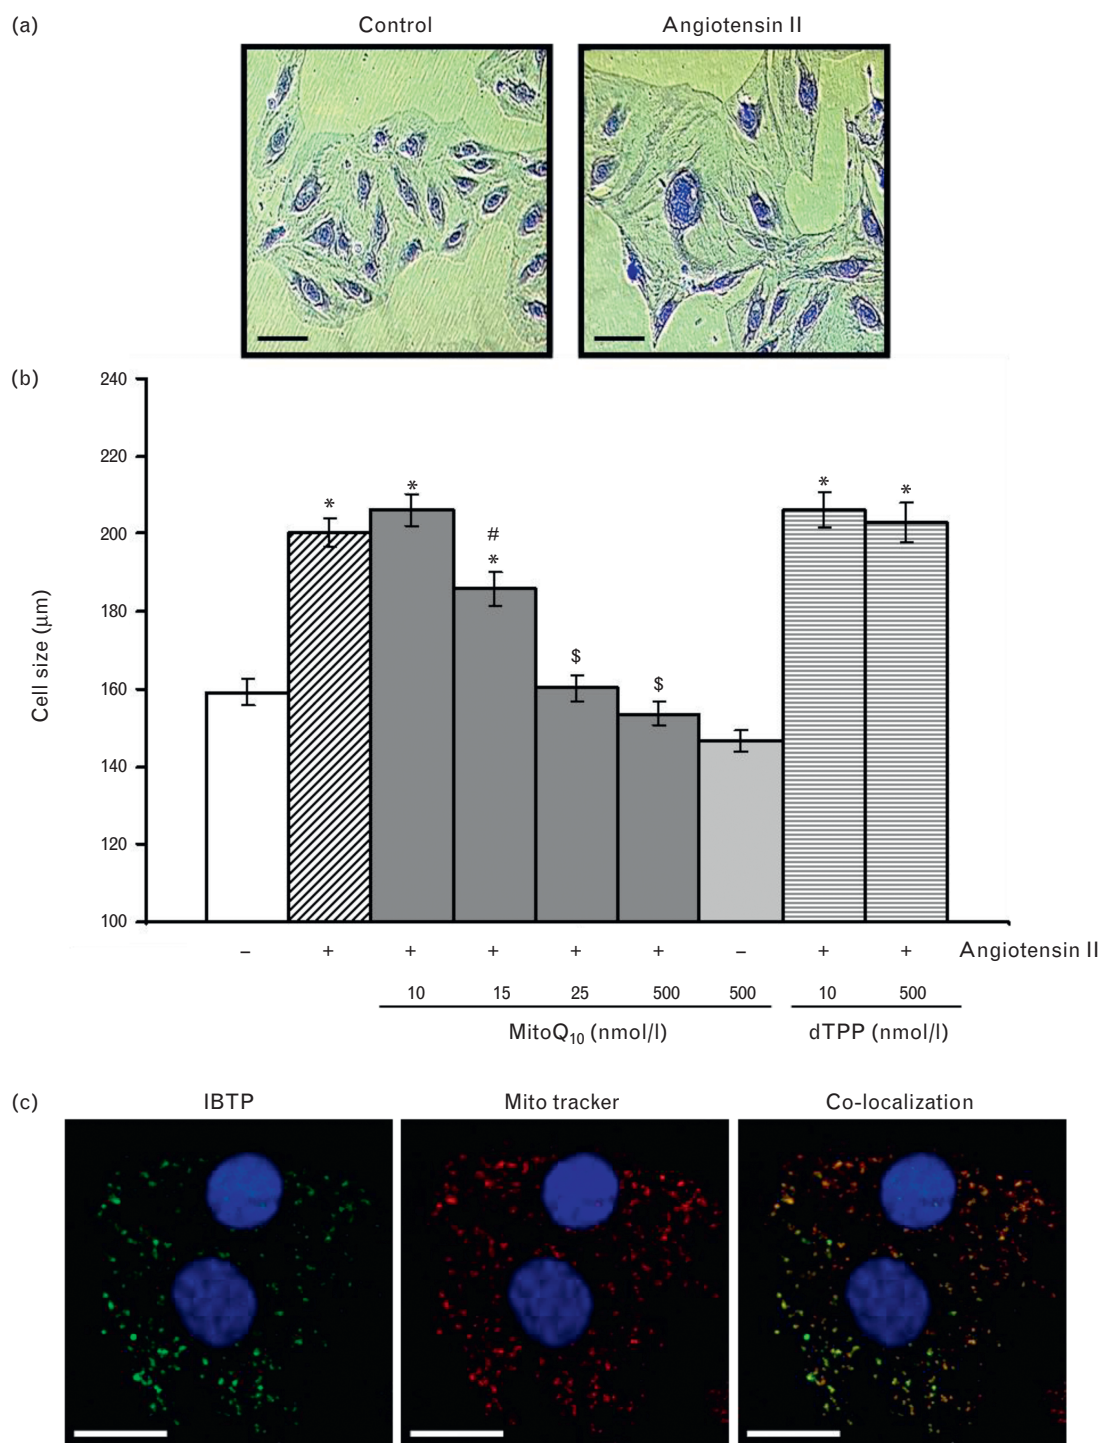 (a)
Control Angiotensin II
(b)
240
220
200
180
160
140
120
100
Cell size (μm)
* * # * $ $ * *
– + + + + + – + + Angiotensin II
10 15 25 500 500 10 500
MitoQ10 (nmol/l) dTPP (nmol/l)
(c)
IBTP Mito tracker Co-localization